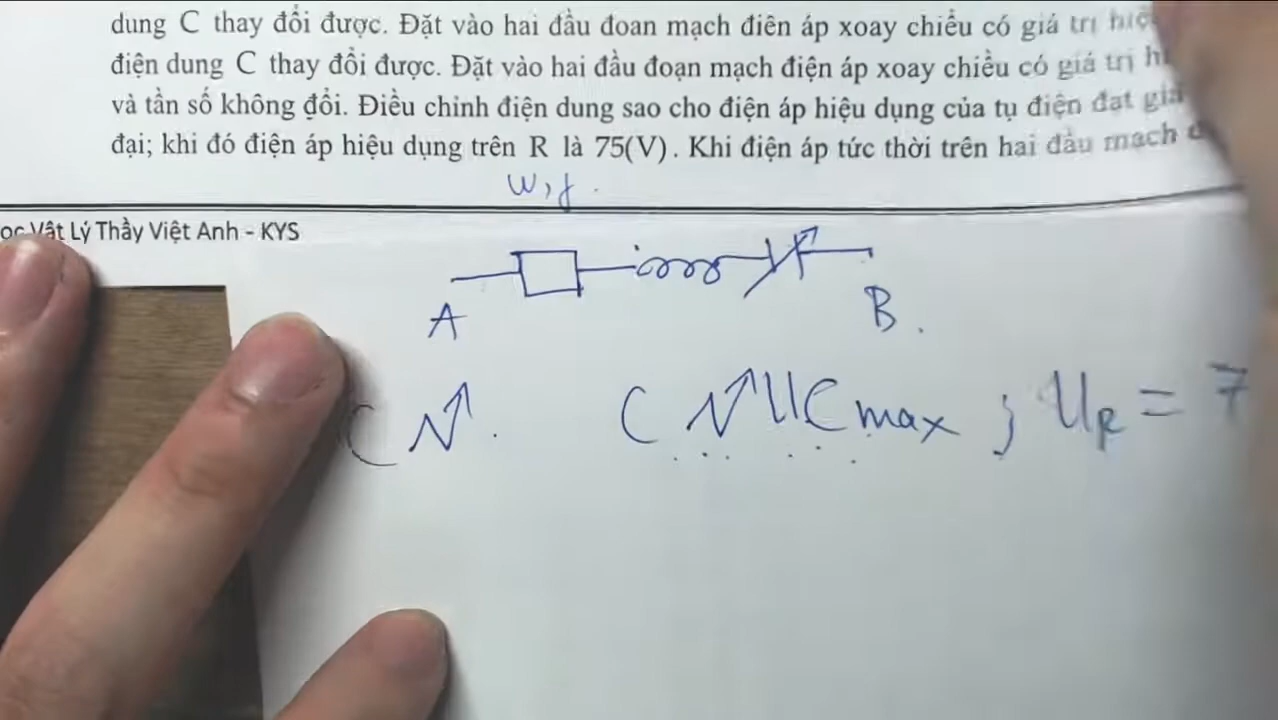 dung C thay đổi được. Đặt vào hai đầu đoan mạch điên áp xoay chiều có giá trị
điện dung C thay đổi được. Đặt vào hai đầu đoạn mạch điện áp xoay chiều có giá trị
và tần số không đổi. Điều chỉnh điện dung sao cho điện áp hiệu dụng của tụ điện đạt giá
đại; khi đó điện áp hiệu dụng trên R là 75(V). Khi điện áp tức thời trên hai đầu mạch
W, f.
Vật Lý Thầy Việt Anh - KYS
A B.
C. C UCmax ; UR = 7